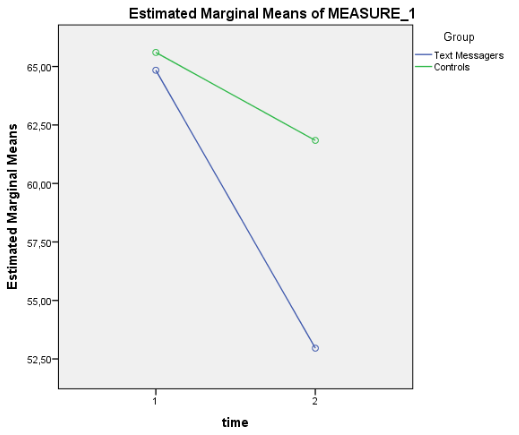 Estimated Marginal Means of MEASURE_1
Group
Text Messagers
Controls
Estimated Marginal Means
65,00
62,50
60,00
57,50
55,00
52,50
1
2
time